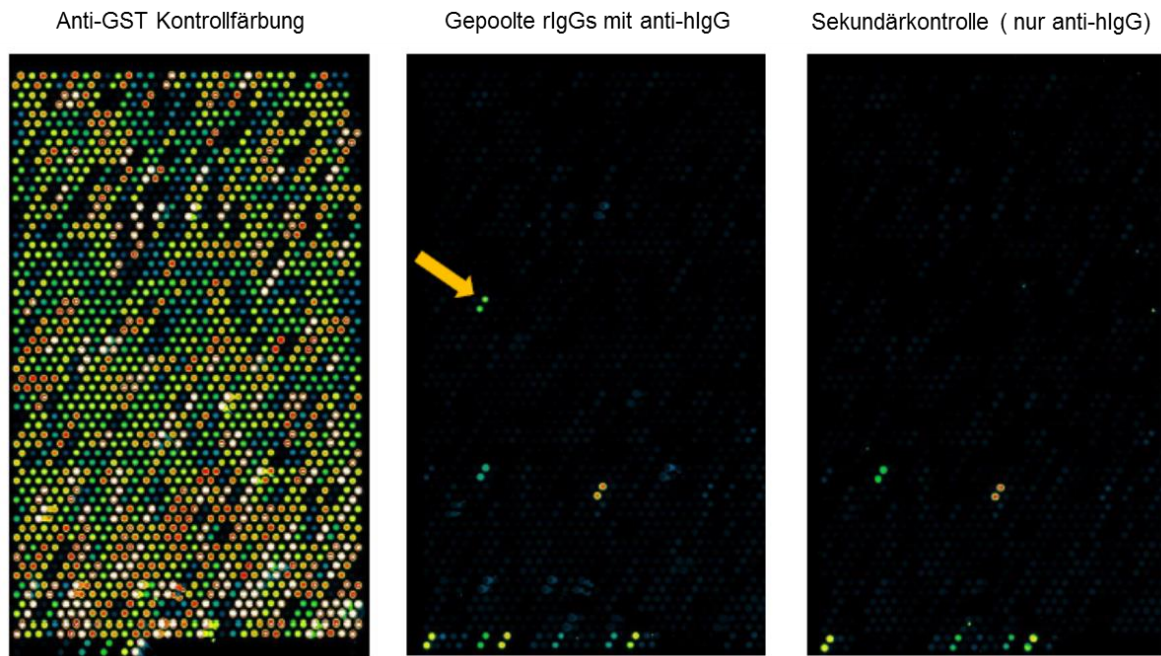 Anti-GST Kontrollfärbung
Gepoolte rIgGs mit anti-hIgG
Sekundärkontrolle ( nur anti-hIgG)